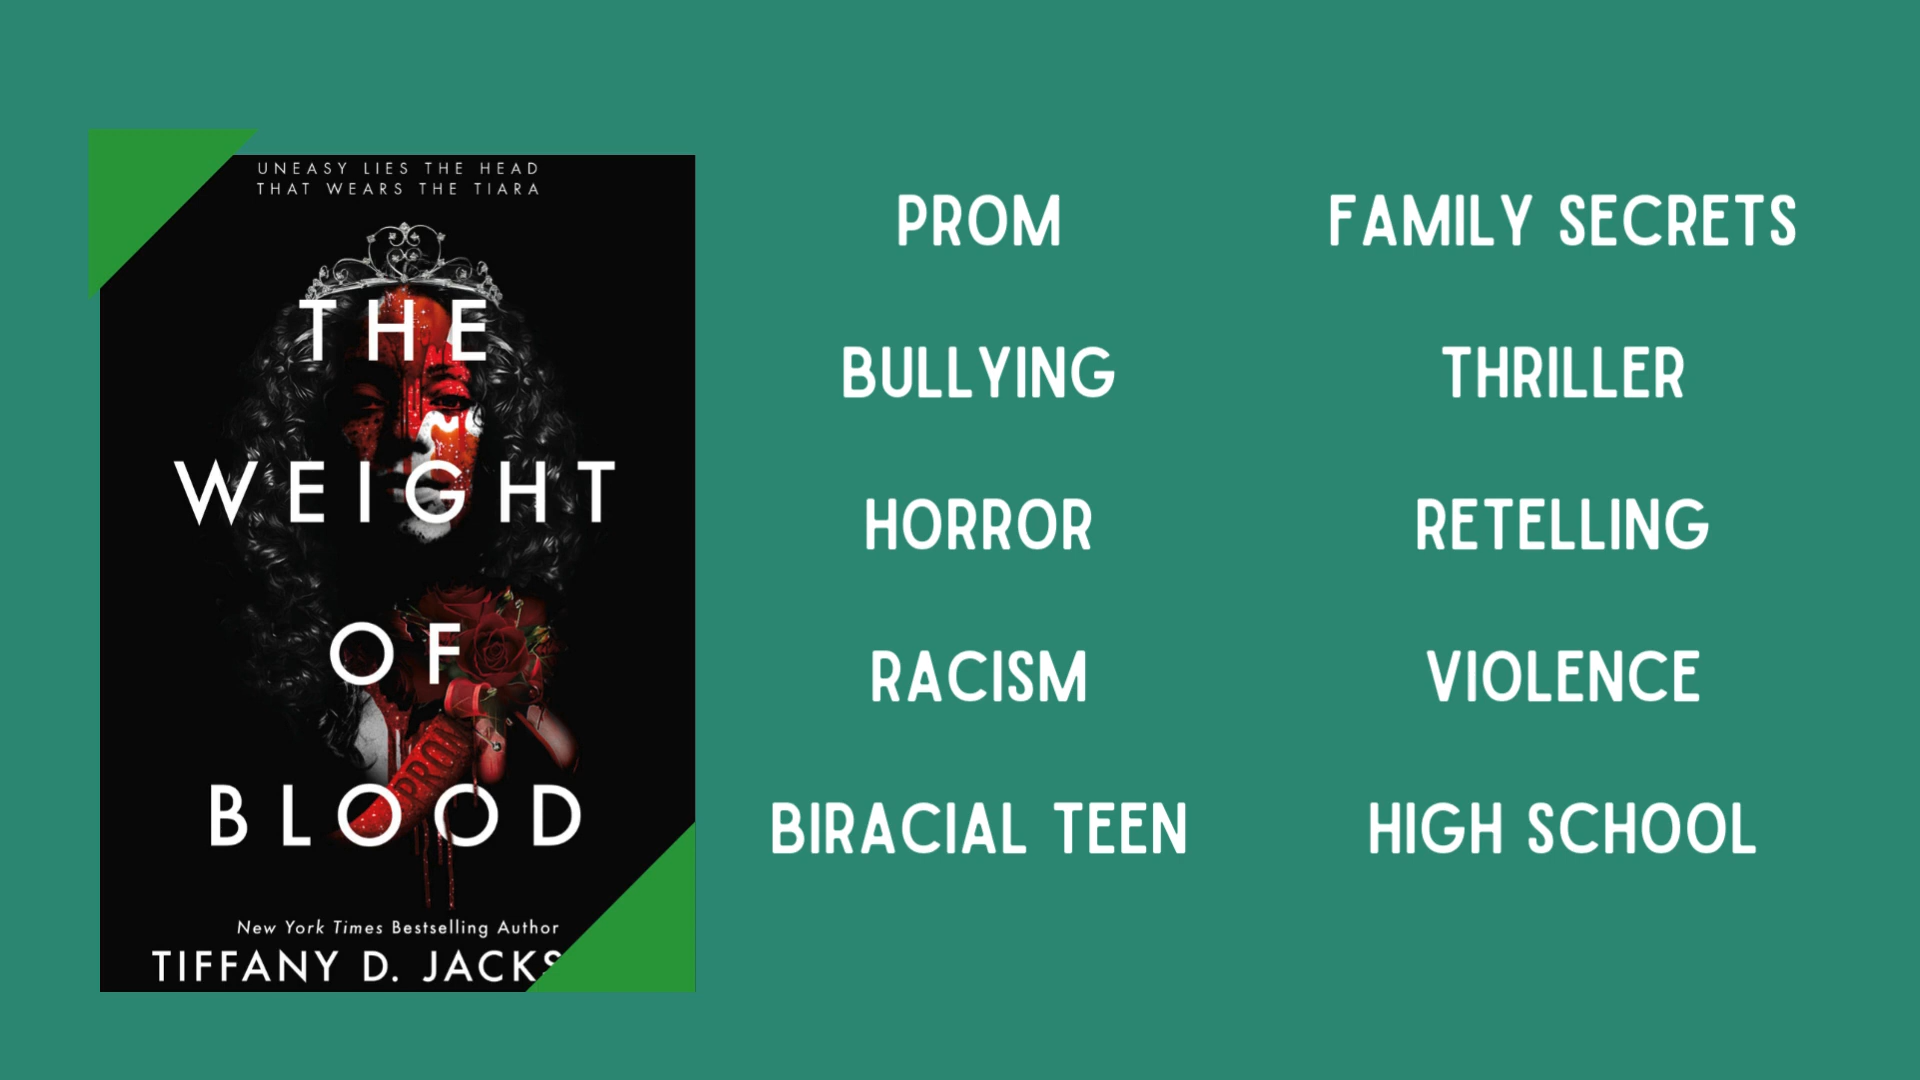 UNEASY LIES THE HEAD
THAT WEARS THE TIARA
THE
WEIGHT
OF
BLOOD
PROM
New York Times Bestselling Author
TIFFANY D. JACKS
PROM
BULLYING
HORROR
RACISM
BIRACIAL TEEN
FAMILY SECRETS
THRILLER
RETELLING
VIOLENCE
HIGH SCHOOL